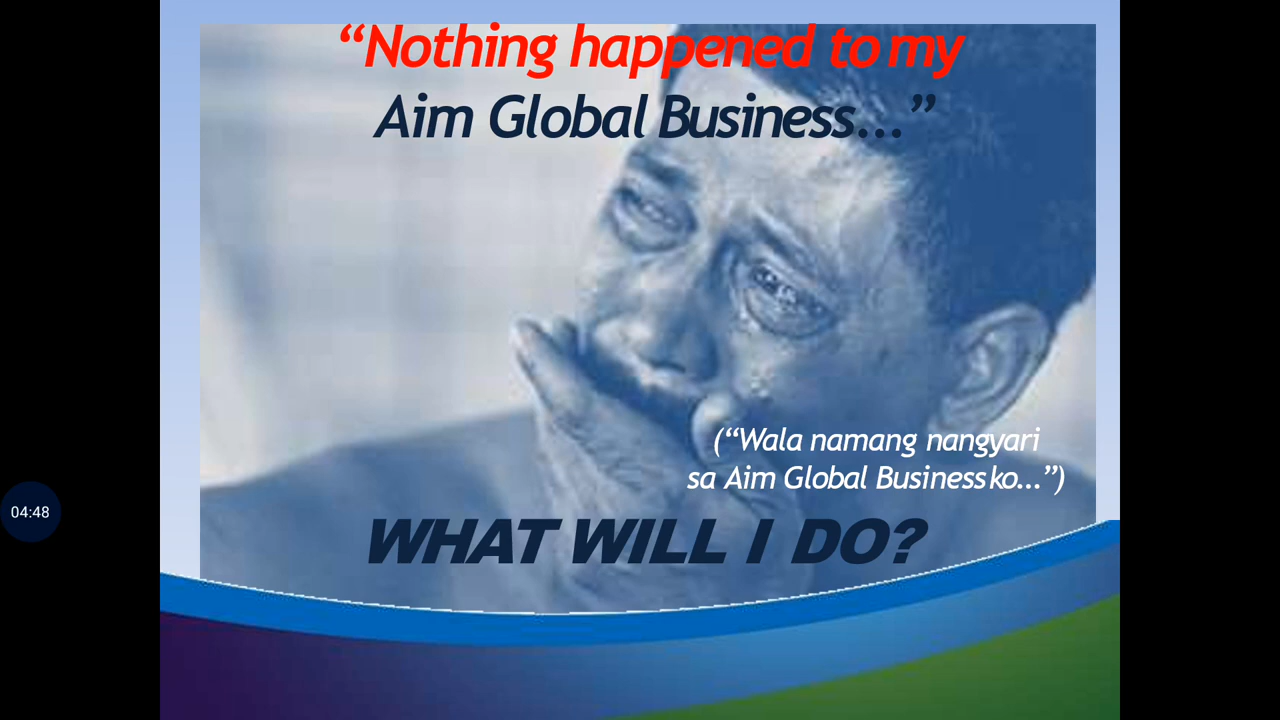 “Nothing happened to my
Aim Global Business...”
(“Wala namang nangyari
sa Aim Global Business ko...”)
04:48
WHAT WILL I DO?